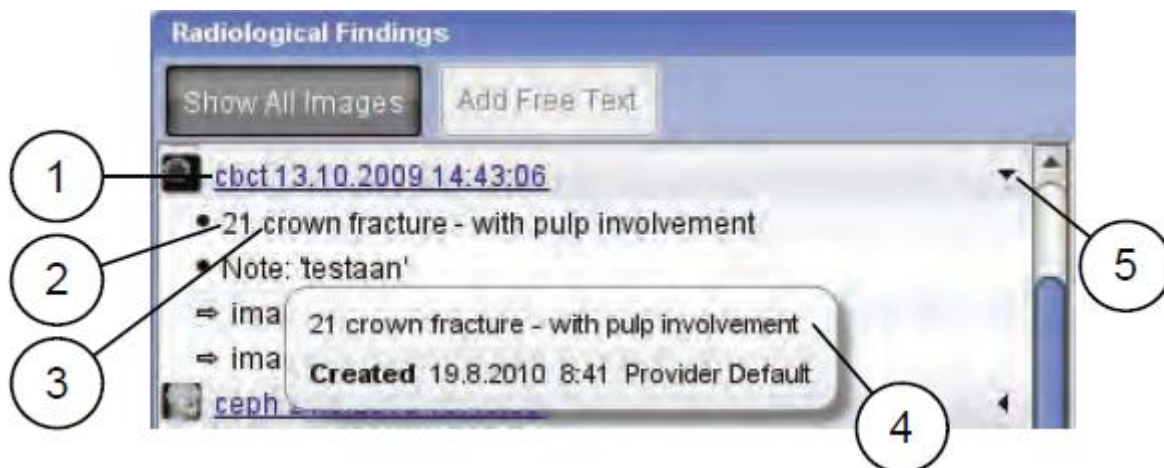 Radiological Findings
Show All Images Add Free Text
1 cbct 13.10.2009 14:43:06
2 21 crown fracture - with pulp involvement 5
Note: 'testaan'
ima 21 crown fracture - with pulp involvement
3 ima Created 19.8.2010 8:41 Provider Default
ceph 4